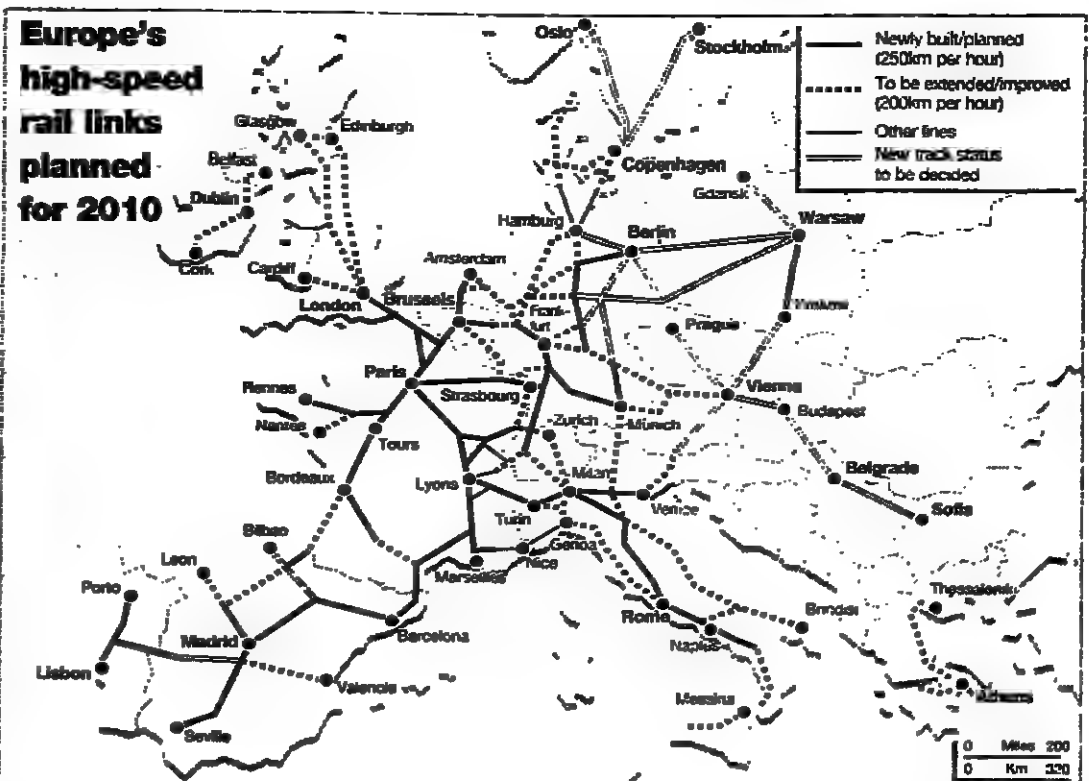 Europe's
high-speed
rail links
planned
for 2010
Newly built/planned
(250km per hour)
To be extended/improved
(200km per hour)
Other lines
New track status
to be decided
Oslo
Stockholm
Glasgow
Edinburgh
Belfast
Copenhagen
Gdansk
Dublin
Hamburg
Berlin
Warsaw
Cork
Cardiff
Amsterdam
London
Brussels
Frank
furt
Prague
Paris
Rennes
Strasbourg
Vienna
Nantes
Munich
Budapest
Tours
Zurich
Bordeaux
Lyons
Milan
Belgrade
Turin
Venice
Sofia
Bilbao
Genoa
Leon
Marseilles
Nice
Porto
Thessaloniki
Madrid
Barcelona
Rome
Brindisi
Naples
Lisbon
Valencia
Messina
Athens
Seville
0 Miles 200
0 Km 320